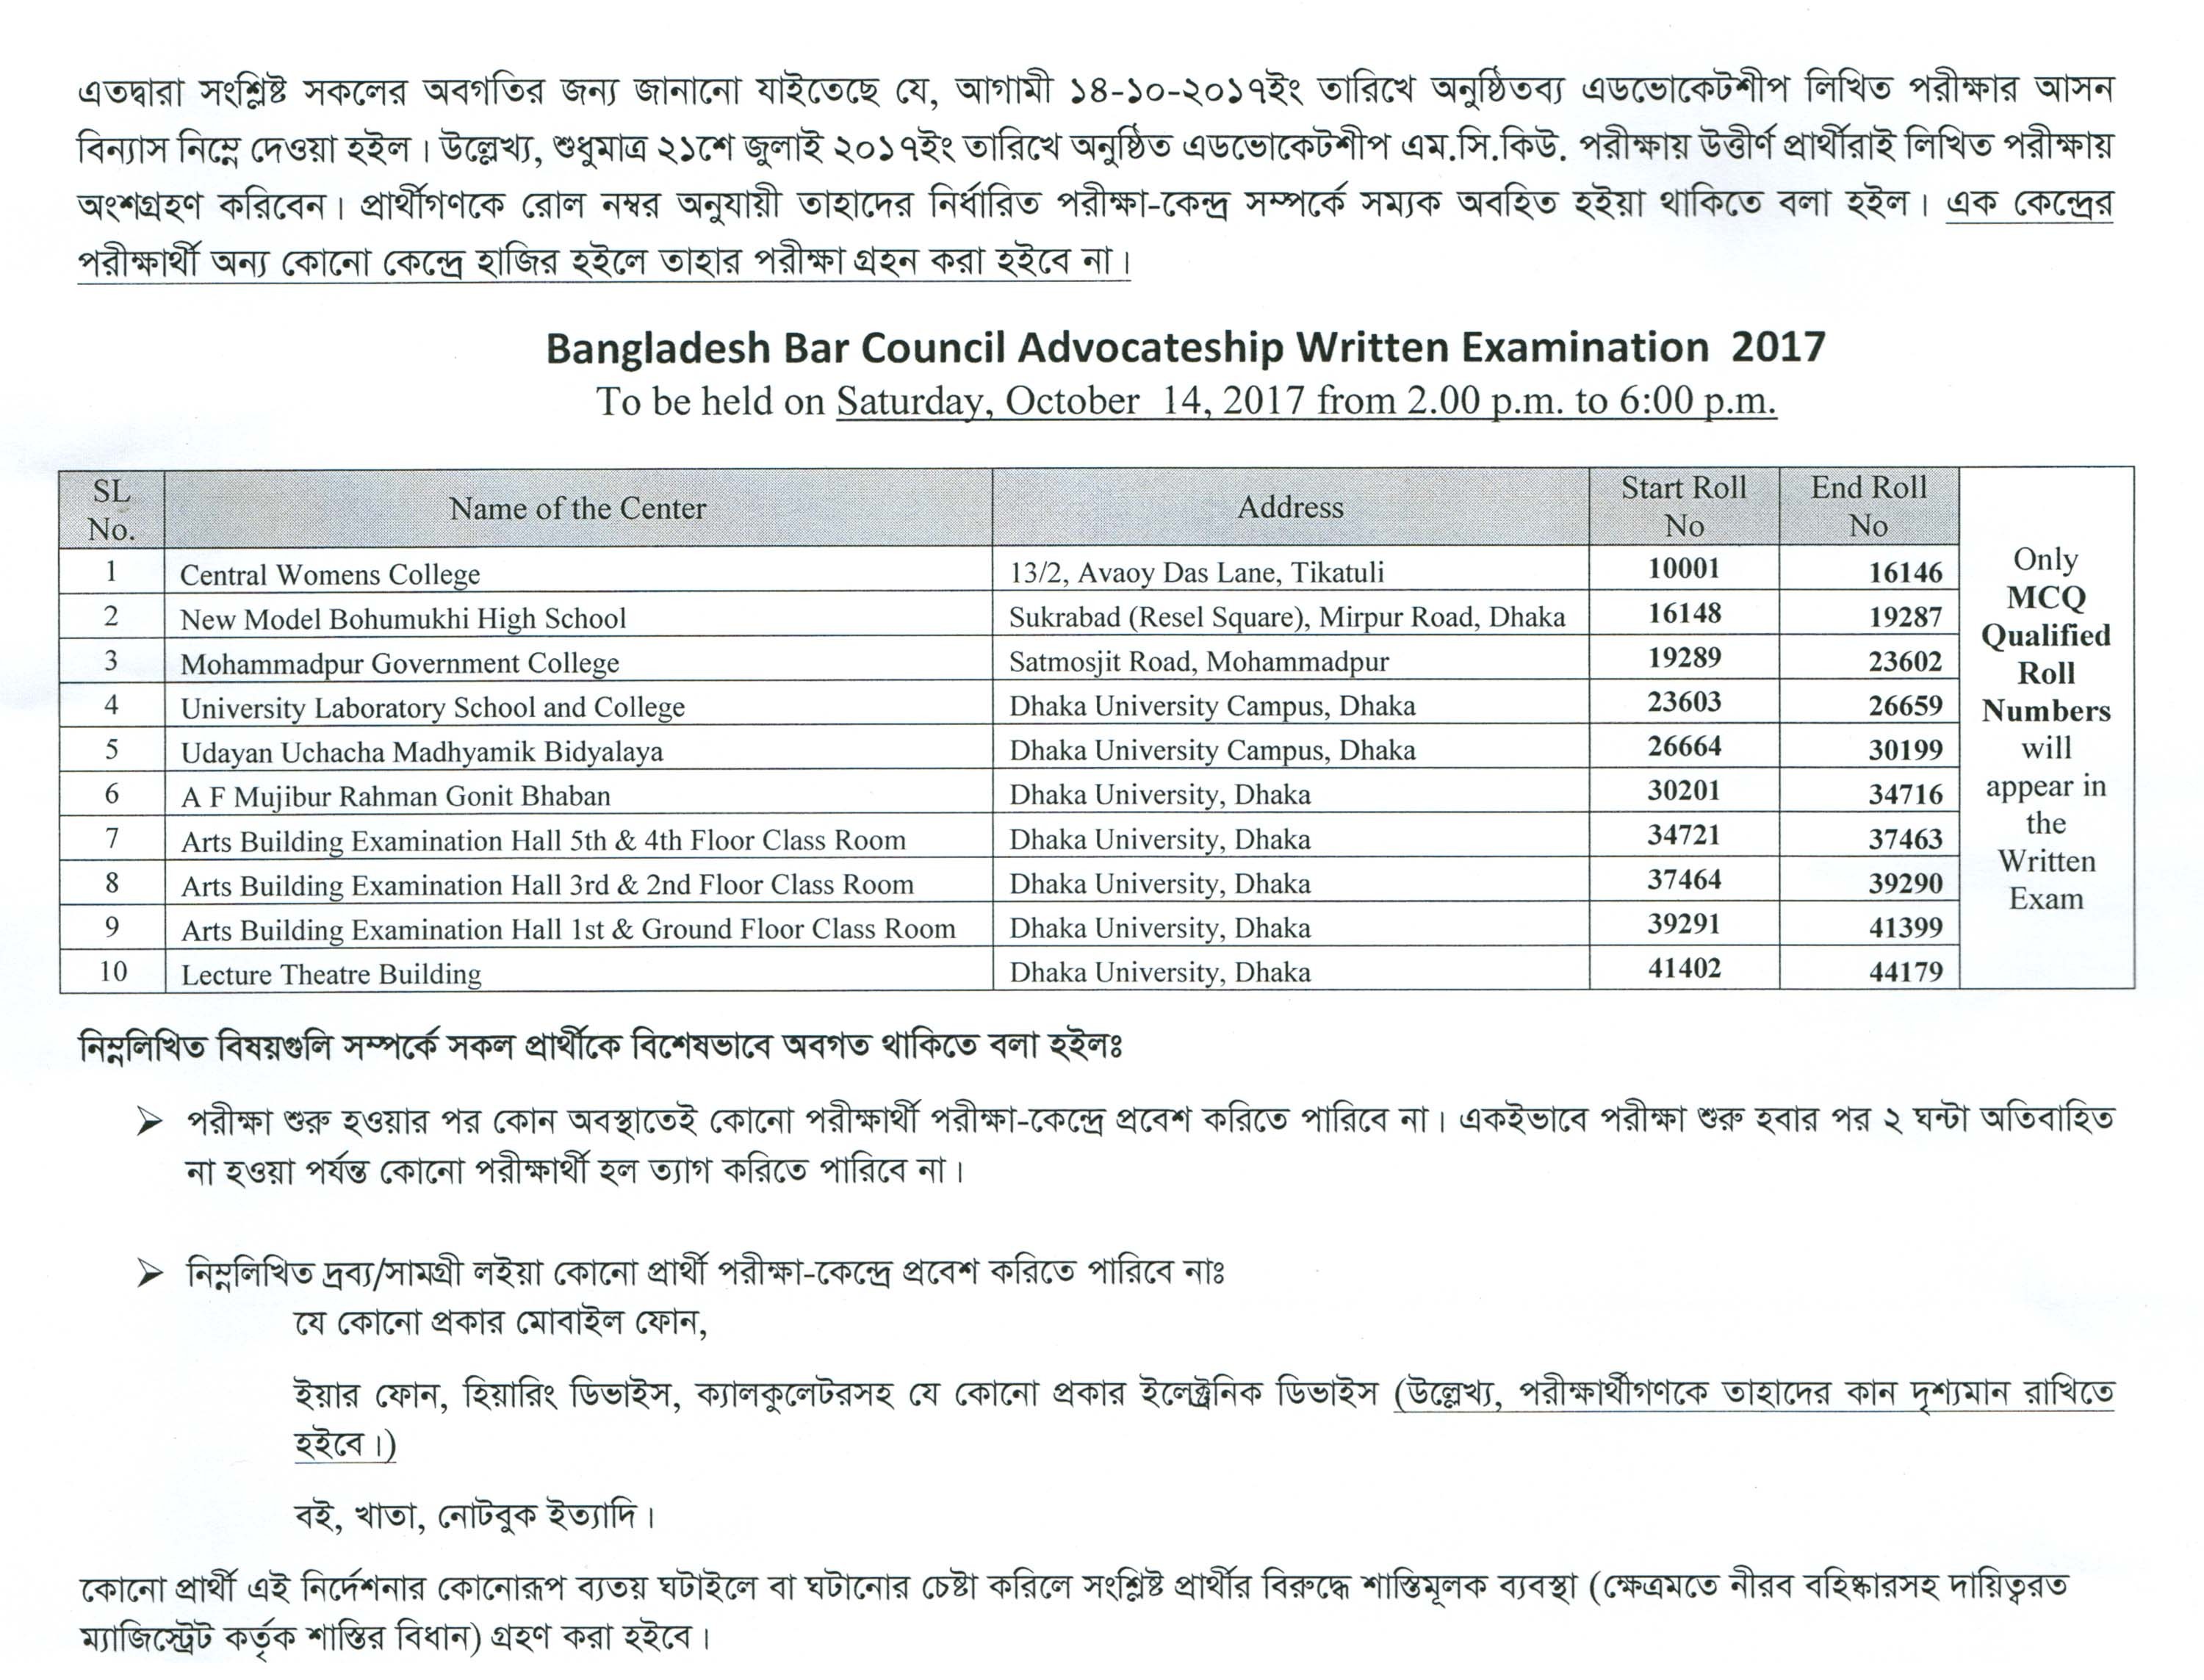 এতদ্বারা সংশ্লিষ্ট সকলের অবগতির জন্য জানানো যাইতেছে যে, আগামী ১৪-১০-২০১৭ইং তারিখে অনুষ্ঠিতব্য এডভোকেটশীপ লিখিত পরীক্ষার আসন
বিন্যাস নিম্নে দেওয়া হইল। উল্লেখ্য, শুধুমাত্র ২১শে জুলাই ২০১৭ইং তারিখে অনুষ্ঠিত এডভোকেটশীপ এম.সি.কিউ. পরীক্ষায় উত্তীর্ণ প্রার্থীরাই লিখিত পরীক্ষায়
অংশগ্রহণ করিবেন। প্রার্থীগণকে রোল নম্বর অনুযায়ী তাহাদের নির্ধারিত পরীক্ষা-কেন্দ্র সম্পর্কে সম্যক অবহিত হইয়া থাকিতে বলা হইল। এক কেন্দ্রের
পরীক্ষার্থী অন্য কোনো কেন্দ্রে হাজির হইলে তাহার পরীক্ষা গ্রহন করা হইবে না।
Bangladesh Bar Council Advocateship Written Examination 2017
To be held on Saturday, October 14, 2017 from 2.00 p.m. to 6:00 p.m.
SL No. Name of the Center Address Start Roll No End Roll No
1 Central Womens College 13/2, Avaoy Das Lane, Tikatuli 10001 16146
2 New Model Bohumukhi High School Sukrabad (Resel Square), Mirpur Road, Dhaka 16148 19287
3 Mohammadpur Government College Satmosjit Road, Mohammadpur 19289 23602
4 University Laboratory School and College Dhaka University Campus, Dhaka 23603 26659
5 Udayan Uchacha Madhyamik Bidyalaya Dhaka University Campus, Dhaka 26664 30199
6 A F Mujibur Rahman Gonit Bhaban Dhaka University, Dhaka 30201 34716
7 Arts Building Examination Hall 5th & 4th Floor Class Room Dhaka University, Dhaka 34721 37463
8 Arts Building Examination Hall 3rd & 2nd Floor Class Room Dhaka University, Dhaka 37464 39290
9 Arts Building Examination Hall 1st & Ground Floor Class Room Dhaka University, Dhaka 39291 41399
10 Lecture Theatre Building Dhaka University, Dhaka 41402 44179
Only
MCQ
Qualified
Roll
Numbers
will
appear in
the
Written
Exam
নিম্নলিখিত বিষয়গুলি সম্পর্কে সকল প্রার্থীকে বিশেষভাবে অবগত থাকিতে বলা হইলঃ
➢ পরীক্ষা শুরু হওয়ার পর কোন অবস্থাতেই কোনো পরীক্ষার্থী পরীক্ষা-কেন্দ্রে প্রবেশ করিতে পারিবে না। একইভাবে পরীক্ষা শুরু হবার পর ২ ঘন্টা অতিবাহিত
না হওয়া পর্যন্ত কোনো পরীক্ষার্থী হল ত্যাগ করিতে পারিবে না।
➢ নিম্নলিখিত দ্রব্য/সামগ্রী লইয়া কোনো প্রার্থী পরীক্ষা-কেন্দ্রে প্রবেশ করিতে পারিবে নাঃ
যে কোনো প্রকার মোবাইল ফোন,
ইয়ার ফোন, হিয়ারিং ডিভাইস, ক্যালকুলেটরসহ যে কোনো প্রকার ইলেক্ট্রনিক ডিভাইস (উল্লেখ্য, পরীক্ষার্থীগণকে তাহাদের কান দৃশ্যমান রাখিতে
হইবে।)
বই, খাতা, নোটবুক ইত্যাদি।
কোনো প্রার্থী এই নির্দেশনার কোনোরূপ ব্যতয় ঘটাইলে বা ঘটানোর চেষ্টা করিলে সংশ্লিষ্ট প্রার্থীর বিরুদ্ধে শাস্তিমূলক ব্যবস্থা (ক্ষেত্রমতে নীরব বহিষ্কারসহ দায়িত্বরত
ম্যাজিস্ট্রেট কর্তৃক শাস্তির বিধান) গ্রহণ করা হইবে।